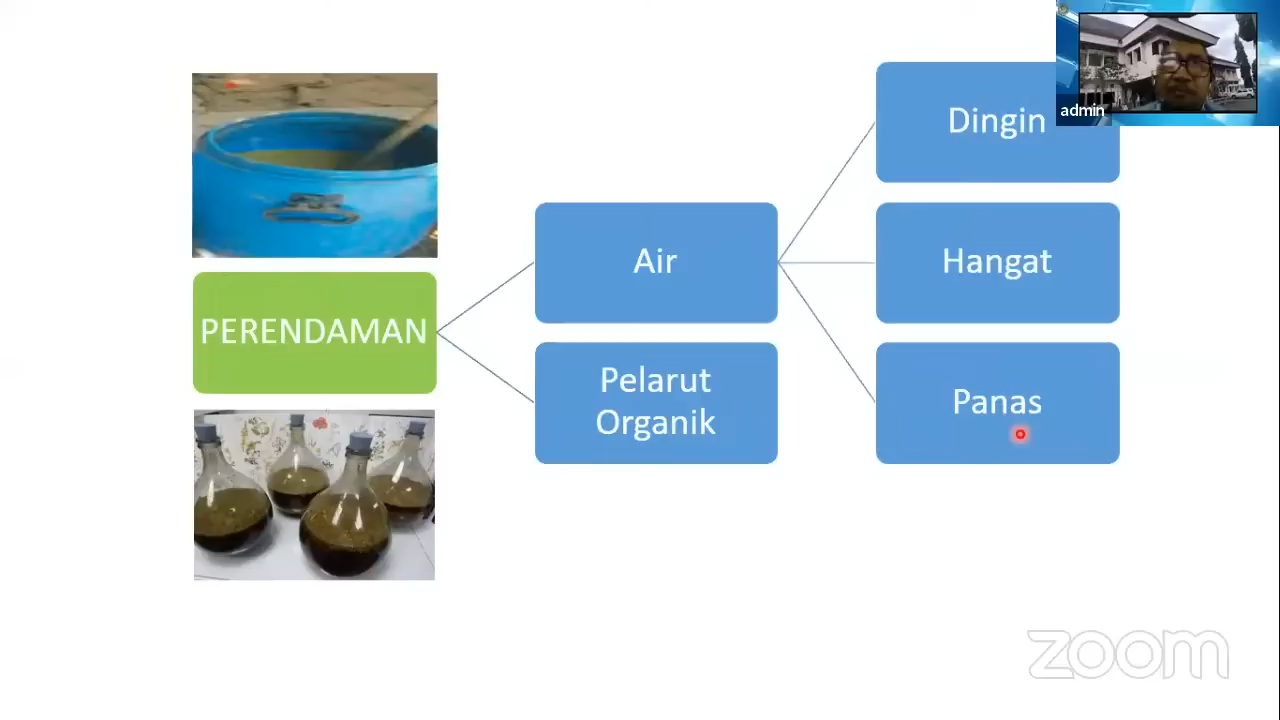 admin
Dingin
Air
Hangat
PERENDAMAN
Pelarut
Organik
Panas
zoom